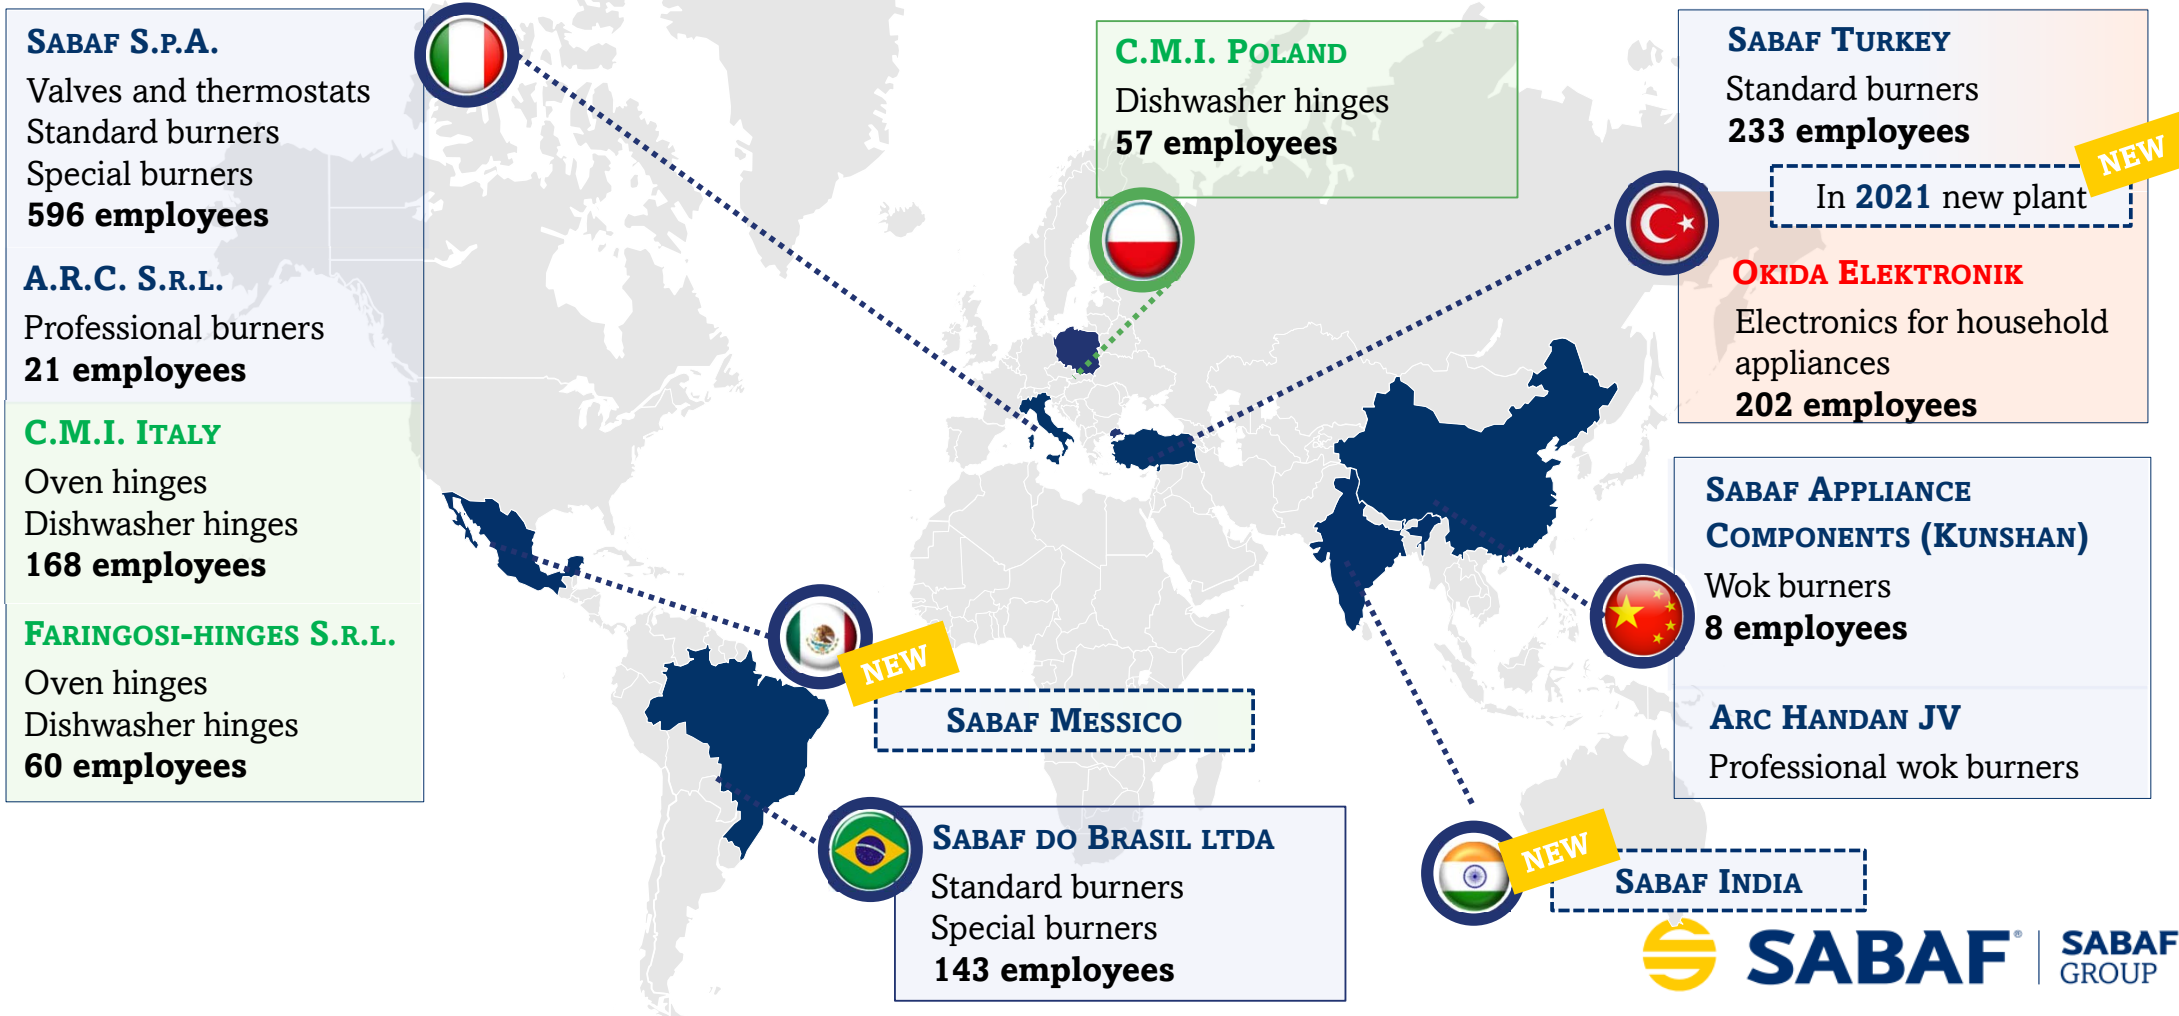 SABAF S.P.A.
Valves and thermostats
Standard burners
Special burners
596 employees
A.R.C. S.R.L.
Professional burners
21 employees
C.M.I. ITALY
Oven hinges
Dishwasher hinges
168 employees
FARINGOSI-HINGES S.R.L.
Oven hinges
Dishwasher hinges
60 employees
C.M.I. POLAND
Dishwasher hinges
57 employees
SABAF TURKEY
Standard burners
233 employees
NEW
In 2021 new plant
OKIDA ELEKTRONIK
Electronics for household
appliances
202 employees
SABAF APPLIANCE
COMPONENTS (KUNSHAN)
Wok burners
8 employees
ARC HANDAN JV
Professional wok burners
NEW
SABAF MESSICO
SABAF DO BRASIL LTDA
Standard burners
Special burners
143 employees
NEW
SABAF INDIA
SABAF®
SABAF
GROUP